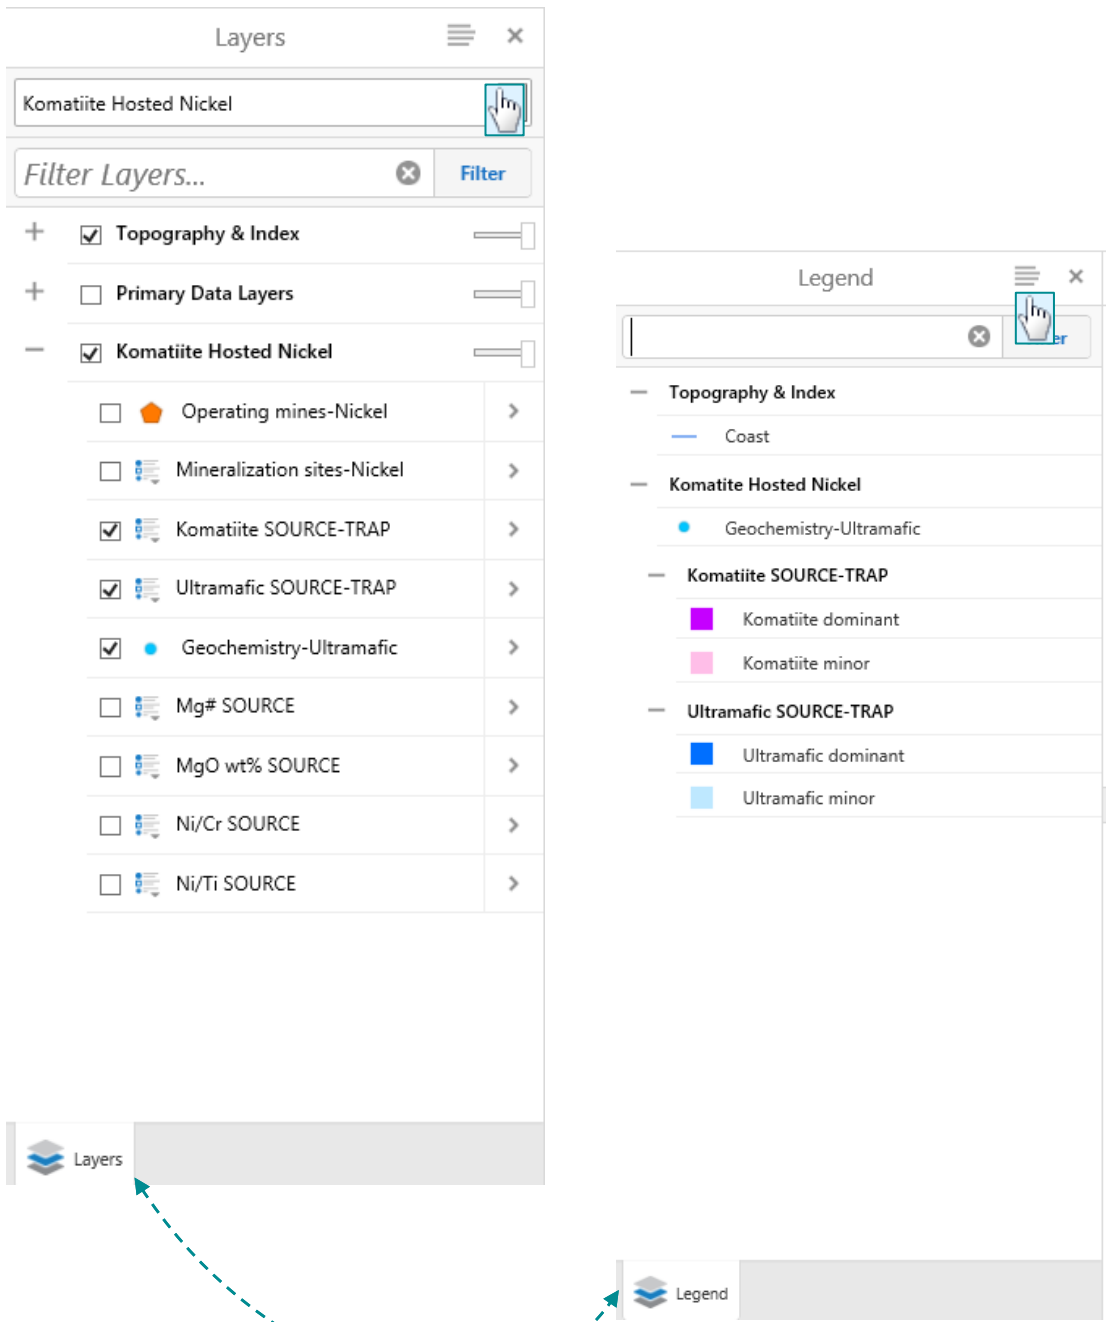 Layers
Komatiite Hosted Nickel
Filter Layers...
Filter
Topography & Index
Primary Data Layers
Komatiite Hosted Nickel
Operating mines-Nickel
Mineralization sites-Nickel
Komatiite SOURCE-TRAP
Ultramafic SOURCE-TRAP
Geochemistry-Ultramafic
Mg# SOURCE
MgO wt% SOURCE
Ni/Cr SOURCE
Ni/Ti SOURCE
Layers
Legend
Topography & Index
Coast
Komatite Hosted Nickel
Geochemistry-Ultramafic
Komatiite SOURCE-TRAP
Komatiite dominant
Komatiite minor
Ultramafic SOURCE-TRAP
Ultramafic dominant
Ultramafic minor
Legend